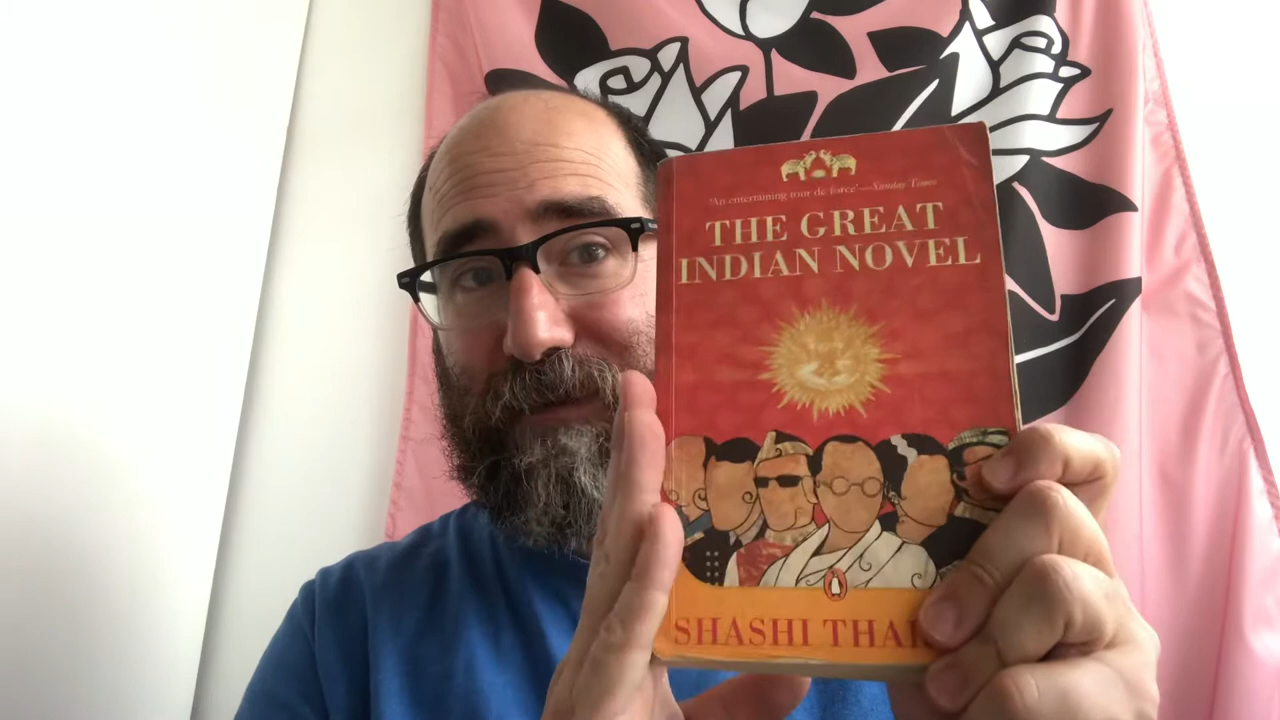 'An entertaining tour de force'—Sunday Times
THE GREAT
INDIAN NOVEL
SHASHI THA